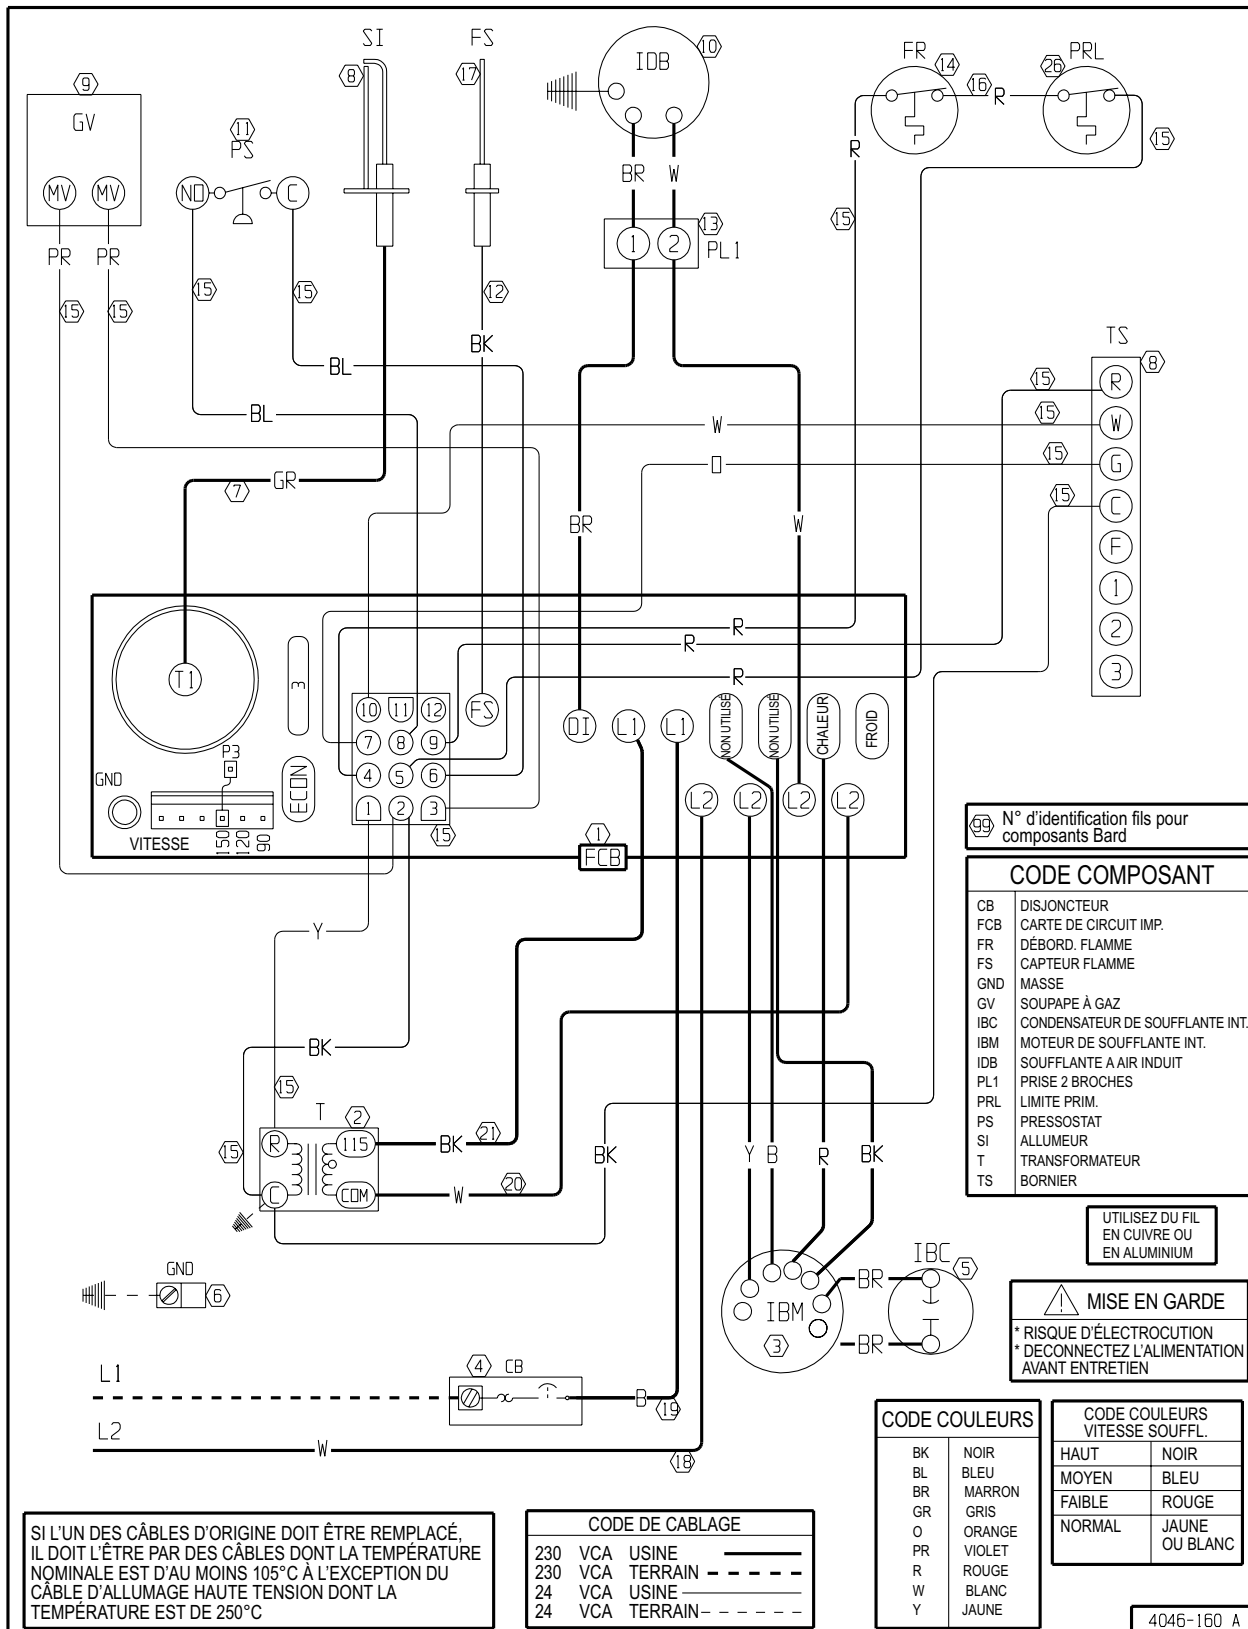 SI FS IDB 10 FR 14 PRL 26
8 17 16 R
9 GV
11 PS
15
R
BR W
MV MV NO C
13
1 2 PL1
15
PR PR
15 15 15 15
12
BK
TS
8
BL
15 R
BL
15 W
W
15 G
O
GR
7
15 C
BR W
F
1
R
R
2
R
3
T1
3
10 11 12 FS
DI L1 L1 NON UTILISÉ NON UTILISÉ CHALEUR FROID
7 8 9
P3
GND
ECON
4 5 6
L2 L2 L2 L2
1 2 3
VITESSE 150 120 90
15
1
FCB
99 N° d'identification fils pour
composants Bard
CODE COMPOSANT
CB DISJONCTEUR
FCB CARTE DE CIRCUIT IMP.
FR DÉBORD. FLAMME
FS CAPTEUR FLAMME
GND MASSE
GV SOUPAPE À GAZ
IBC CONDENSATEUR DE SOUFFLANTE INT.
IBM MOTEUR DE SOUFFLANTE INT.
IDB SOUFFLANTE A AIR INDUIT
PL1 PRISE 2 BROCHES
PRL LIMITE PRIM.
PS PRESSOSTAT
SI ALLUMEUR
T TRANSFORMATEUR
TS BORNIER
Y
BK
15
T 2
R 115 BK 21
15
C COM W 20
BK
Y B R BK
UTILISEZ DU FIL
EN CUIVRE OU
EN ALUMINIUM
GND
6
IBM
3
BR
BR
IBC
5
MISE EN GARDE
* RISQUE D'ÉLECTROCUTION
* DECONNECTEZ L'ALIMENTATION
AVANT ENTRETIEN
L1
4 CB
B
19
L2
W
18
CODE COULEURS
BK NOIR
BL BLEU
BR MARRON
GR GRIS
O ORANGE
PR VIOLET
R ROUGE
W BLANC
Y JAUNE
CODE COULEURS
VITESSE SOUFFL.
HAUT NOIR
MOYEN BLEU
FAIBLE ROUGE
NORMAL JAUNE
OU BLANC
SI L'UN DES CÂBLES D'ORIGINE DOIT ÊTRE REMPLACÉ,
IL DOIT L'ÊTRE PAR DES CÂBLES DONT LA TEMPÉRATURE
NOMINALE EST D'AU MOINS 105°C À L'EXCEPTION DU
CÂBLE D'ALLUMAGE HAUTE TENSION DONT LA
TEMPÉRATURE EST DE 250°C
CODE DE CABLAGE
230 VCA USINE
230 VCA TERRAIN
24 VCA USINE
24 VCA TERRAIN
4046-160 A